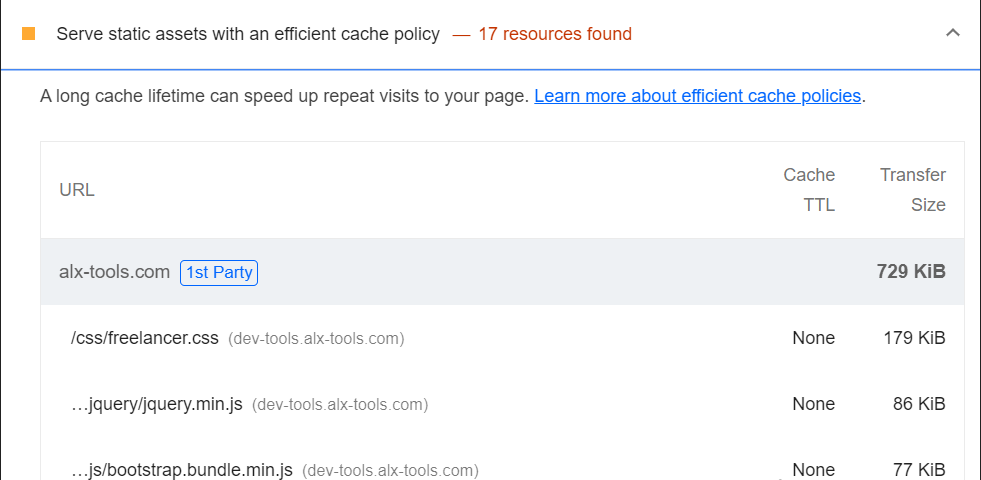 Serve static assets with an efficient cache policy — 17 resources found
A long cache lifetime can speed up repeat visits to your page. Learn more about efficient cache policies.
URL
Cache TTL
Transfer Size
alx-tools.com 1st Party 729 KiB
/css/freelancer.css (dev-tools.alx-tools.com) None 179 KiB
…jquery/jquery.min.js (dev-tools.alx-tools.com) None 86 KiB
…js/bootstrap.bundle.min.js (dev-tools.alx-tools.com) None 77 KiB